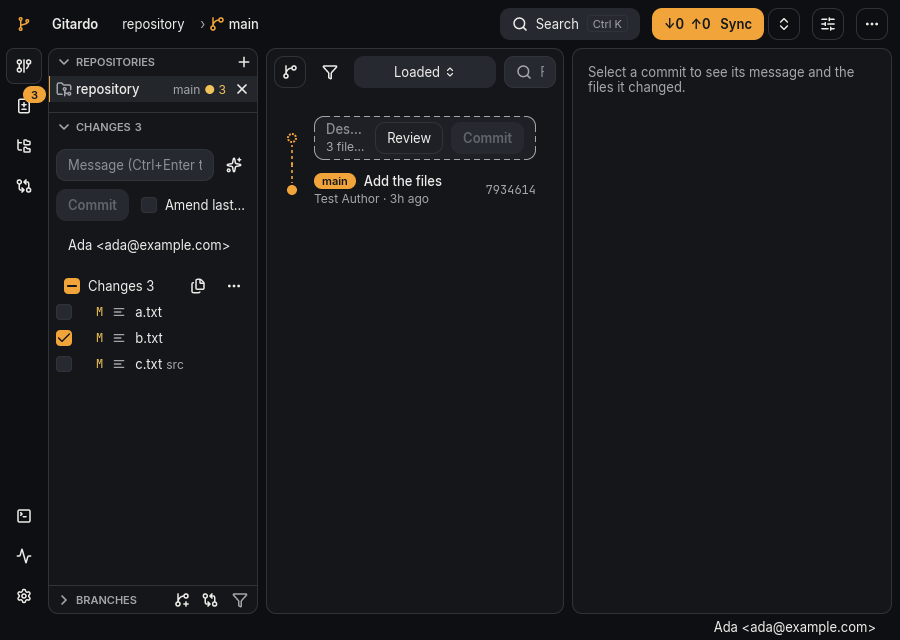 Gitardo repository › main Search Ctrl K ↓0 ↑0 Sync
REPOSITORIES
repository main 3
3
CHANGES 3
Message (Ctrl+Enter t
Commit Amend last...
Ada <ada@example.com>
Changes 3
M a.txt
M b.txt
M c.txt src
BRANCHES
Loaded F
Des...
3 file...
Review Commit
main Add the files
Test Author · 3h ago
7934614
Select a commit to see its message and the
files it changed.
Ada <ada@example.com>